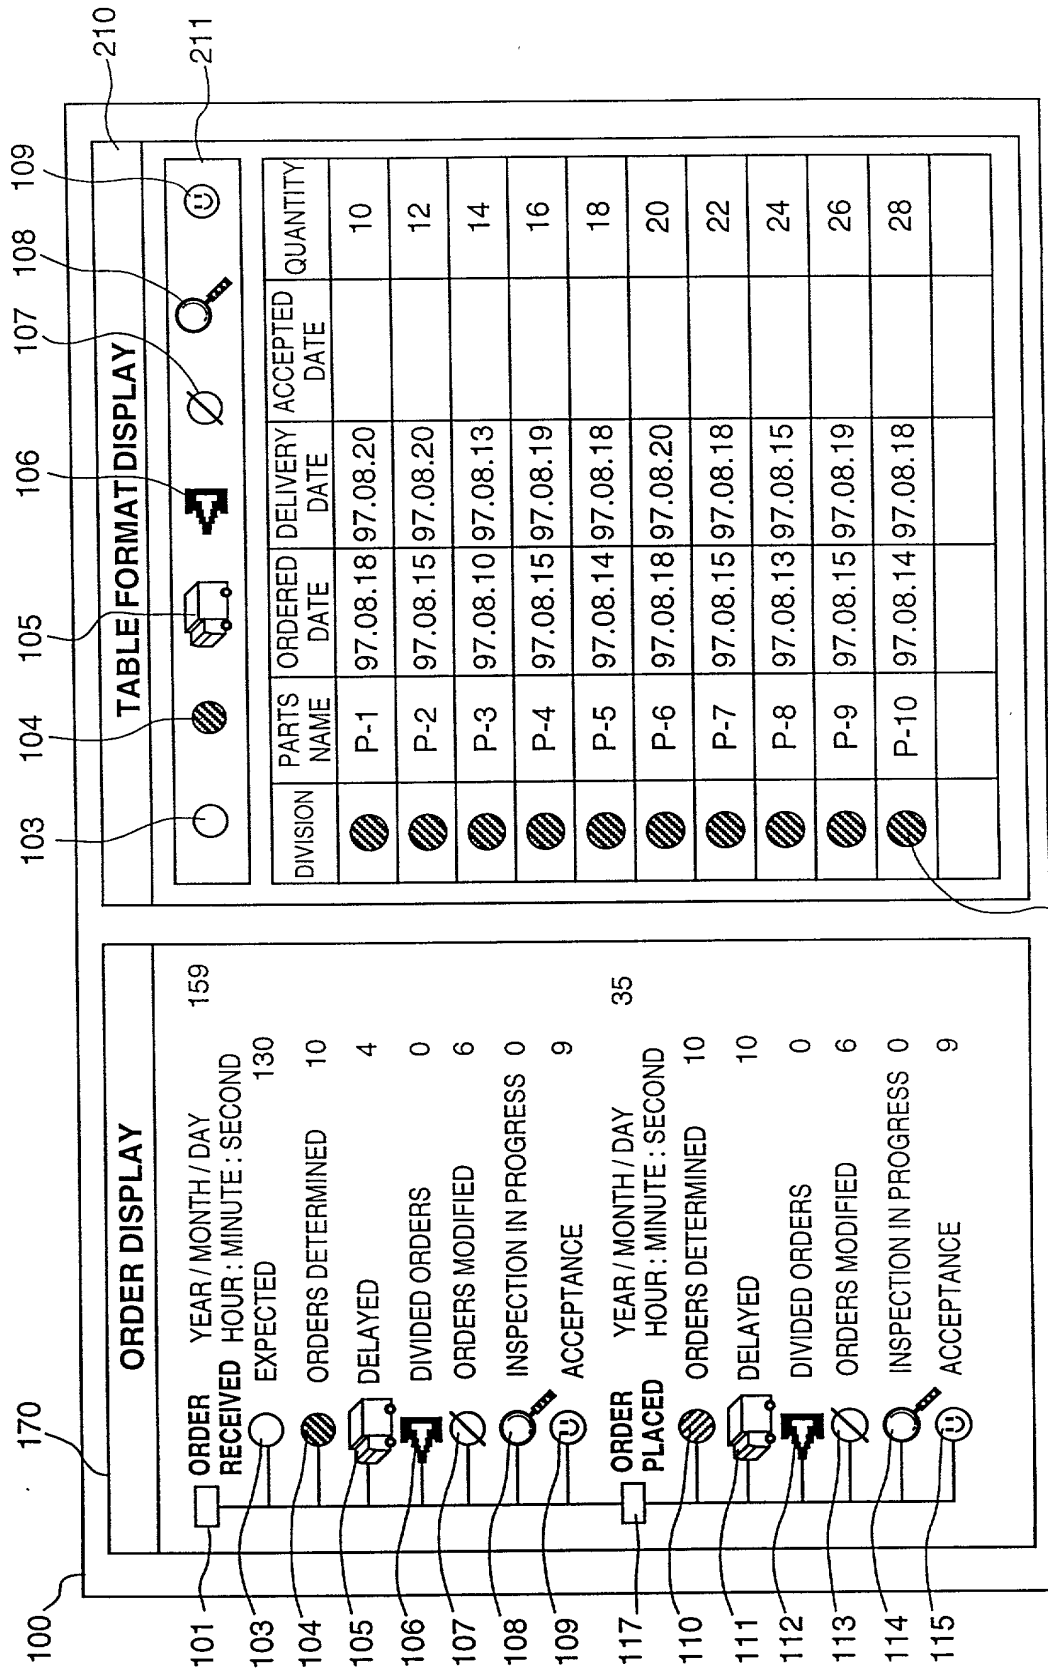 100
170
ORDER DISPLAY
101
ORDER RECEIVED
YEAR / MONTH / DAY
HOUR : MINUTE : SECOND
159
103
EXPECTED
130
104
ORDERS DETERMINED
10
105
DELAYED
4
106
DIVIDED ORDERS
0
107
ORDERS MODIFIED
6
108
INSPECTION IN PROGRESS
0
109
ACCEPTANCE
9
117
ORDER PLACED
YEAR / MONTH / DAY
HOUR : MINUTE : SECOND
35
110
ORDERS DETERMINED
10
111
DELAYED
10
112
DIVIDED ORDERS
0
113
ORDERS MODIFIED
6
114
INSPECTION IN PROGRESS
0
115
ACCEPTANCE
9
103
104
105
106
107
108
109
210
211
TABLE FORMAT DISPLAY
DIVISION PARTS NAME ORDERED DATE DELIVERY DATE ACCEPTED DATE QUANTITY
P-1 97.08.18 97.08.20 10
P-2 97.08.15 97.08.20 12
P-3 97.08.10 97.08.13 14
P-4 97.08.15 97.08.19 16
P-5 97.08.14 97.08.18 18
P-6 97.08.18 97.08.20 20
P-7 97.08.15 97.08.18 22
P-8 97.08.13 97.08.15 24
P-9 97.08.15 97.08.19 26
P-10 97.08.14 97.08.18 28